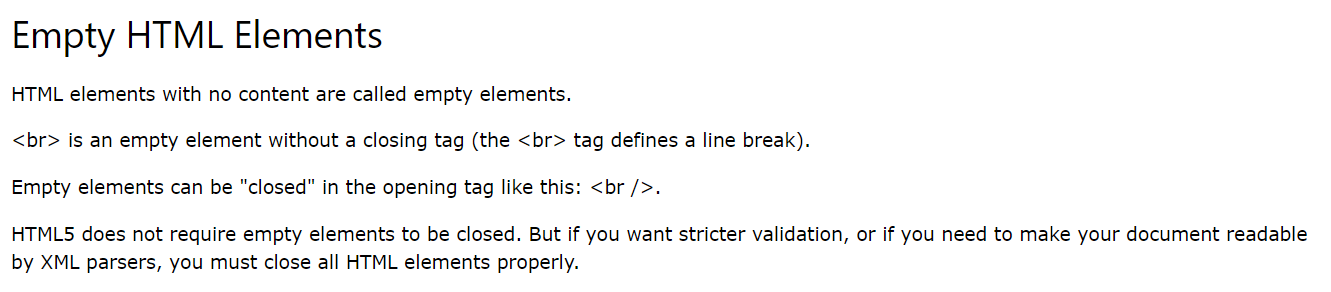 Empty HTML Elements
HTML elements with no content are called empty elements.
<br> is an empty element without a closing tag (the <br> tag defines a line break).
Empty elements can be "closed" in the opening tag like this: <br />.
HTML5 does not require empty elements to be closed. But if you want stricter validation, or if you need to make your document readable
by XML parsers, you must close all HTML elements properly.